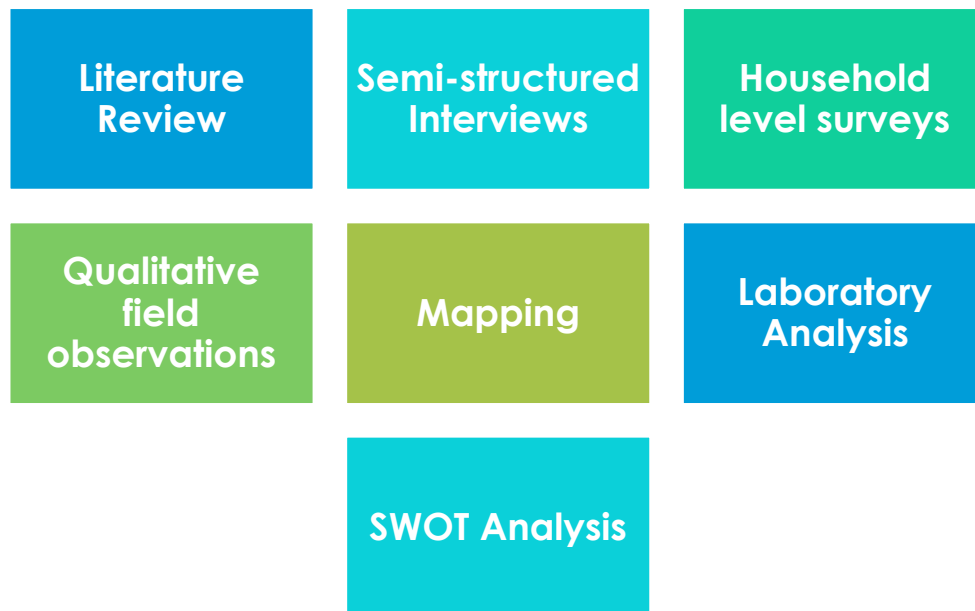 Literature
Review
Semi-structured
Interviews
Household
level surveys
Qualitative
field
observations
Mapping
Laboratory
Analysis
SWOT Analysis